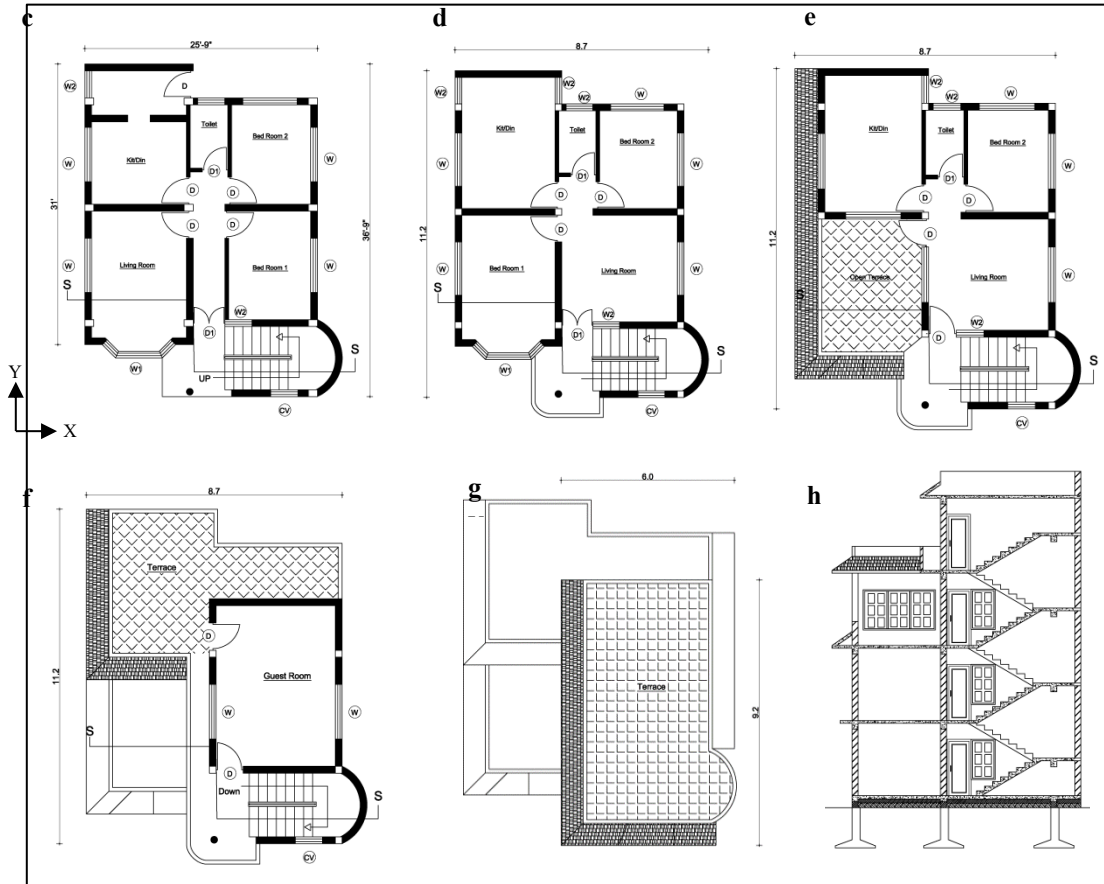 c
25'-9"
W2
D
Toilet
Bed Room 2
Kit/Din
W
W
D1
D
D
D
D
31'
36'-9"
Living Room
Bed Room 1
W
W
S
W2
D1
S
W1
UP
CV
d
8.7
W2
W2
W2
W
Kit/Din
Toilet
Bed Room 2
W
W
D1
D
D
D
11.2
Bed Room 1
Living Room
W
W
S
W2
D1
S
W1
CV
e
8.7
W2
W2
W
Kit/Din
Toilet
Bed Room 2
W
D1
D
D
D
11.2
Open Terrace
Living Room
W
S
W2
D
S
CV
Y
X
f
8.7
Terrace
D
11.2
Guest Room
W
W
S
D
Down
S
CV
g
6.0
Terrace
9.2
h